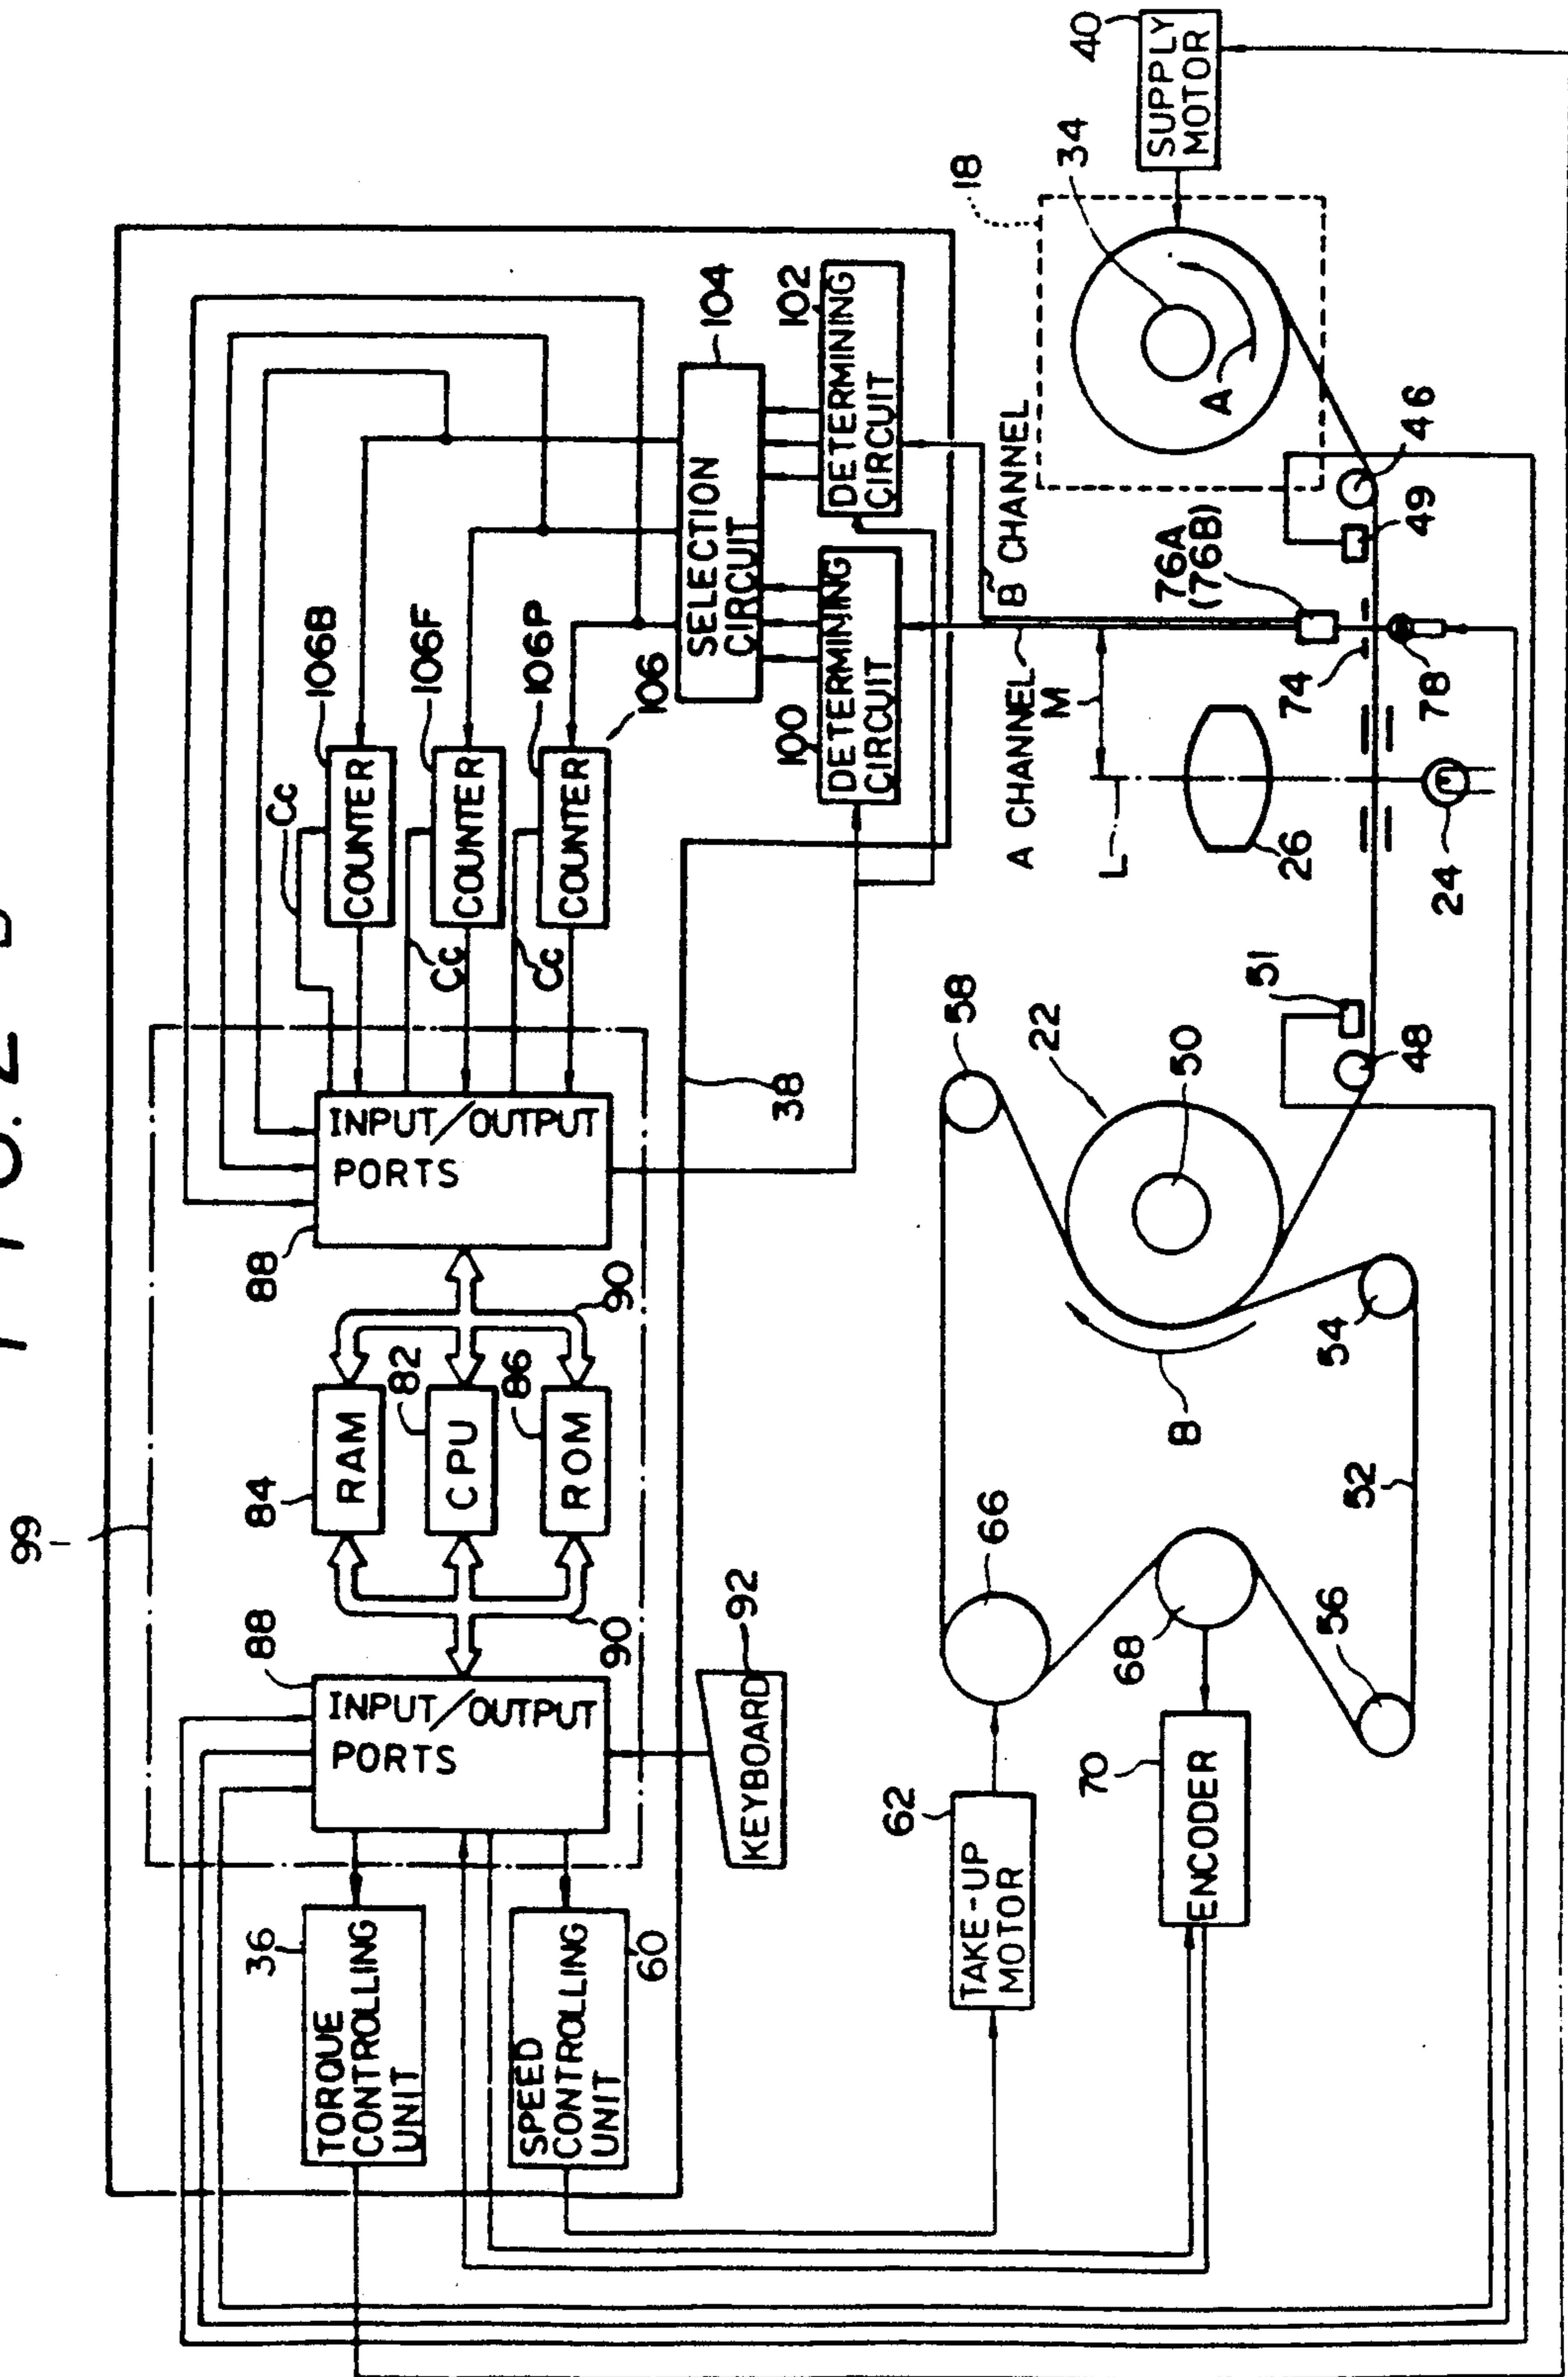 FIG. 2 B
99
84
RAM
82
CPU
86
ROM
88
INPUT/OUTPUT
PORTS
88
INPUT/OUTPUT
PORTS
90
90
92
KEYBOARD
36
TORQUE
CONTROLLING
UNIT
60
SPEED
CONTROLLING
UNIT
38
Cc
Cc
Cc
106B
COUNTER
106F
COUNTER
106P
COUNTER
106
104
SELECTION
CIRCUIT
100
DETERMINING
CIRCUIT
102
DETERMINING
CIRCUIT
A CHANNEL
B CHANNEL
M
L
18
34
A
40
SUPPLY
MOTOR
46
49
76A
(76B)
74
78
26
24
51
48
58
22
50
B
54
52
56
66
68
62
TAKE-UP
MOTOR
70
ENCODER